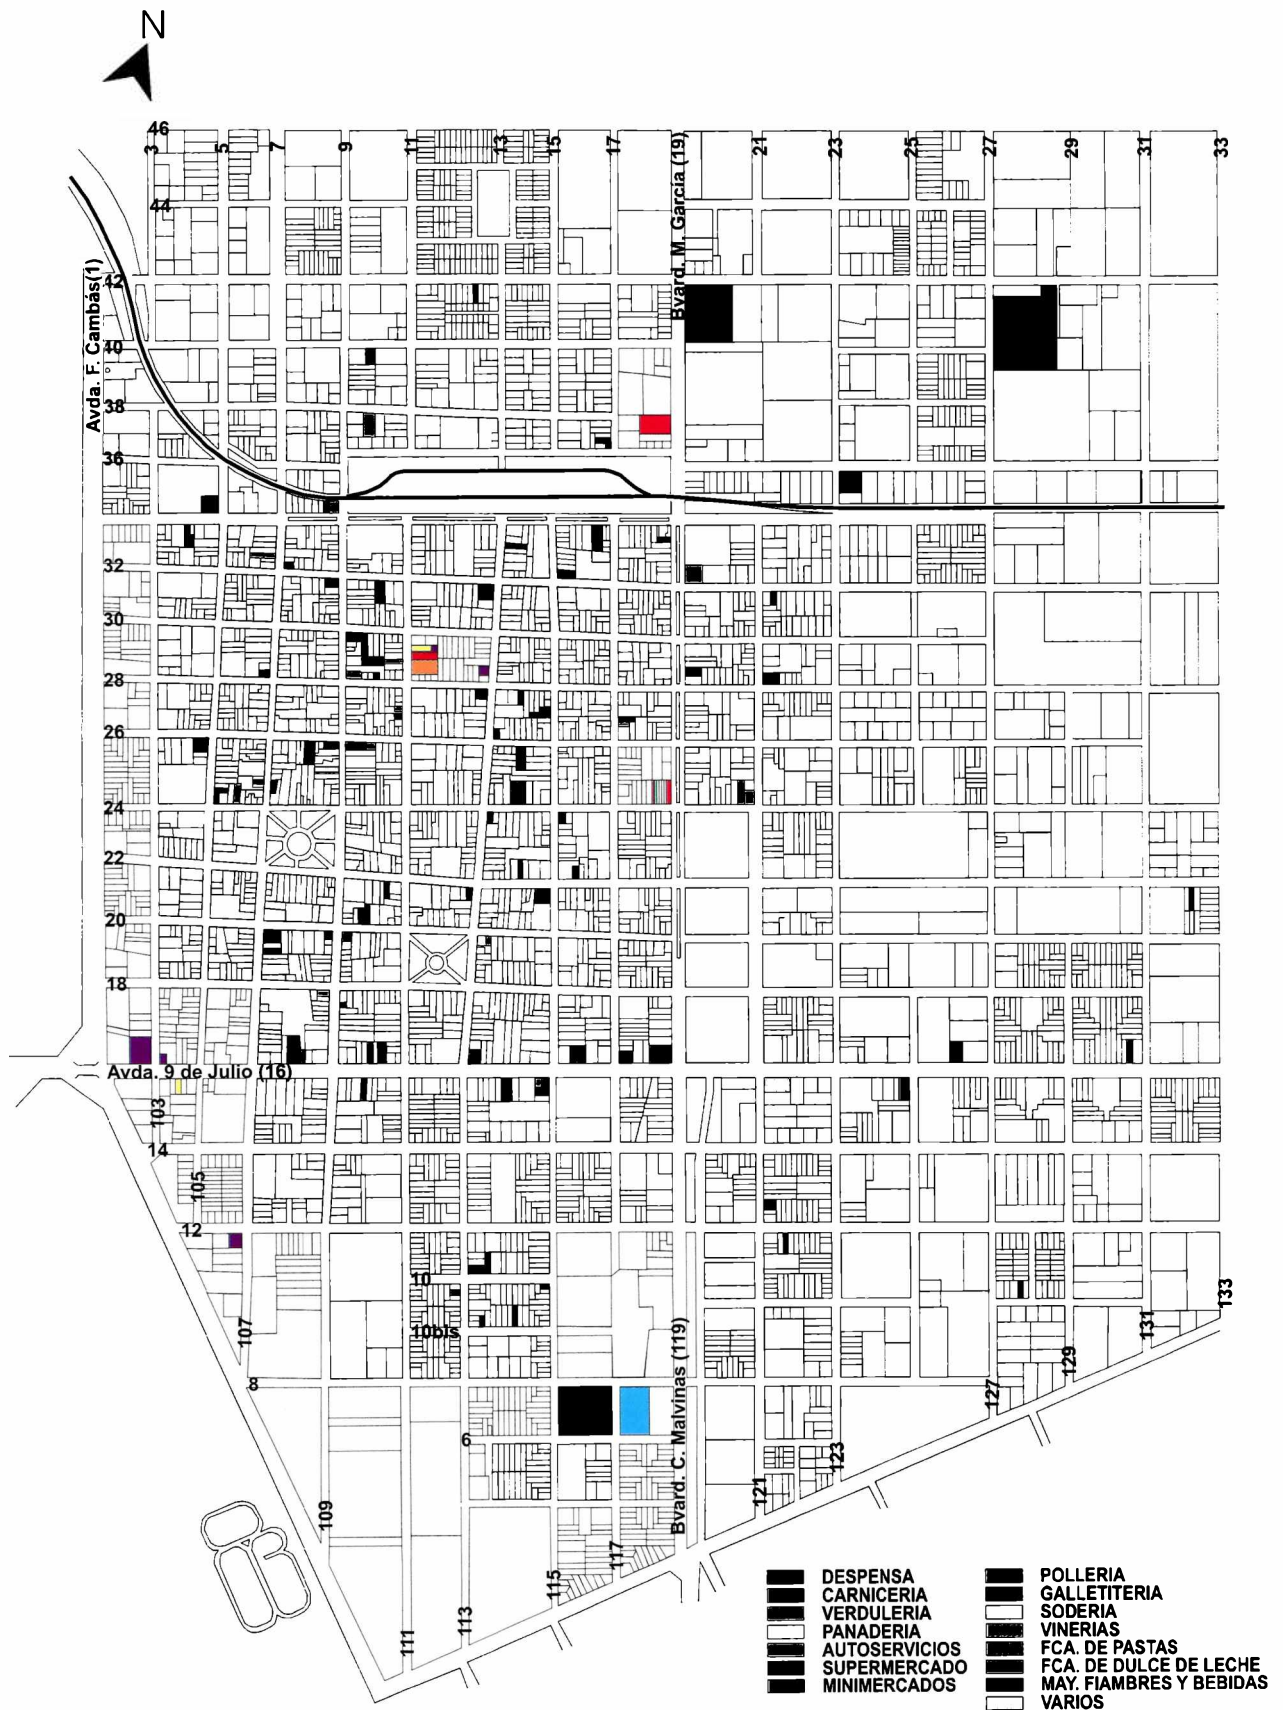 N
46
3
5
7
9
11
13
15
17
Bvard. M. García (19)
21
23
25
27
29
31
33
44
Avda. F. Cambás(1)
42
40
38
36
32
30
28
26
24
22
20
18
Avda. 9 de Julio (16)
103
14
105
12
10
10bis
107
8
6
109
111
113
115
117
Bvard. C. Malvinas (119)
121
123
127
129
131
133
DESPENSA
CARNICERIA
VERDULERIA
PANADERIA
AUTOSERVICIOS
SUPERMERCADO
MINIMERCADOS
POLLERIA
GALLETITERIA
SODERIA
VINERIAS
FCA. DE PASTAS
FCA. DE DULCE DE LECHE
MAY. FIAMBRES Y BEBIDAS
VARIOS